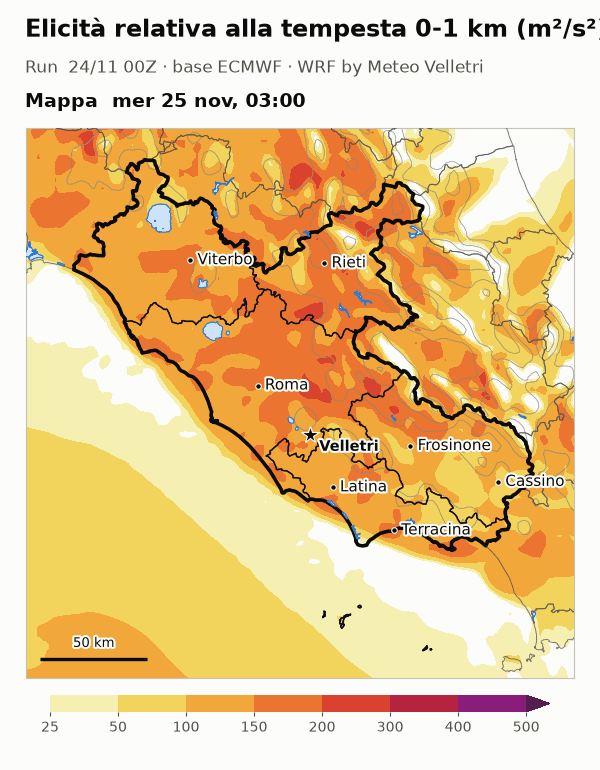 Elicità relativa alla tempesta 0-1 km (m²/s²)
Run 24/11 00Z · base ECMWF · WRF by Meteo Velletri
Mappa mer 25 nov, 03:00
Viterbo
Rieti
Roma
Velletri
Frosinone
Cassino
Latina
Terracina
50 km
25 50 100 150 200 300 400 500